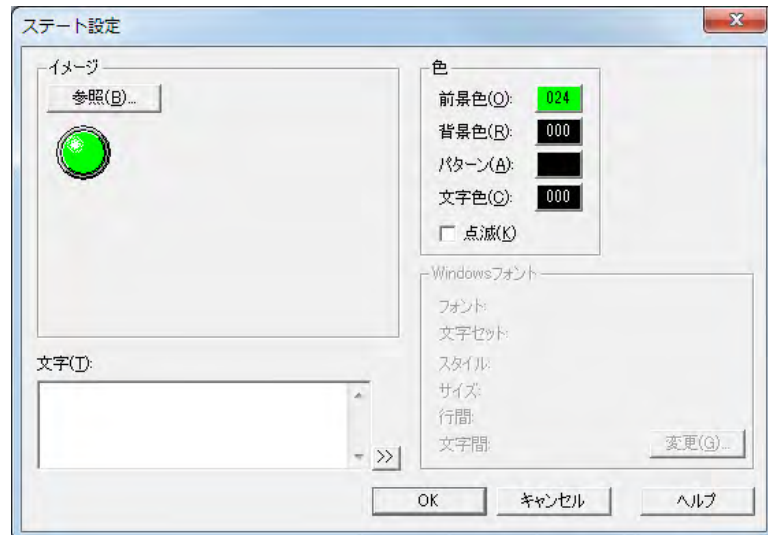 ステート設定
イメージ
参照(B)...
文字(T):
>>
色
前景色(O): 024
背景色(R): 000
パターン(A):
文字色(C): 000
点滅(K)
Windowsフォント
フォント:
文字セット:
スタイル:
サイズ:
行間:
文字間:
変更(G)...
OK
キャンセル
ヘルプ